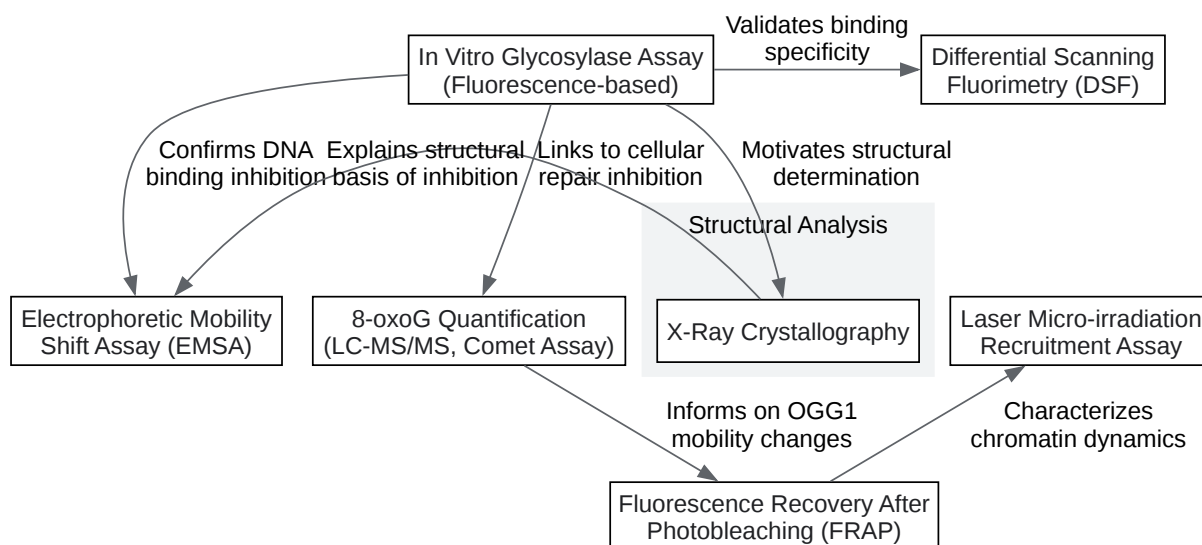 In Vitro Glycosylase Assay
(Fluorescence-based)
Validates binding
specificity
Differential Scanning
Fluorimetry (DSF)
Confirms DNA
binding inhibition
Explains structural
basis of inhibition
Links to cellular
repair inhibition
Motivates structural
determination
Structural Analysis
Electrophoretic Mobility
Shift Assay (EMSA)
8-oxoG Quantification
(LC-MS/MS, Comet Assay)
X-Ray Crystallography
Laser Micro-irradiation
Recruitment Assay
Informs on OGG1
mobility changes
Characterizes
chromatin dynamics
Fluorescence Recovery After
Photobleaching (FRAP)